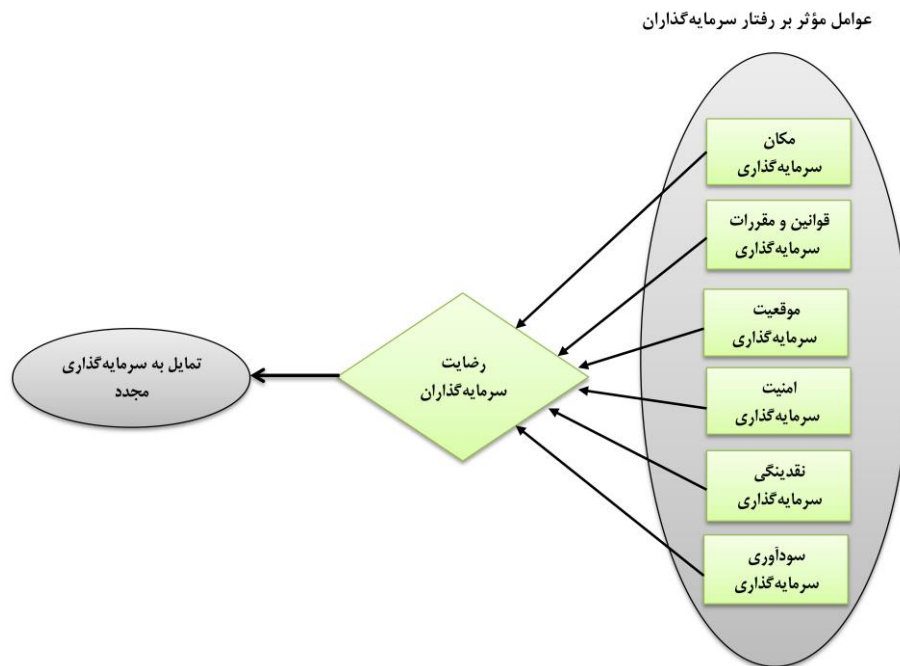 عوامل مؤثر بر رفتار سرمایه‌گذاران
مکان
سرمایه‌گذاری
قوانین و مقررات
سرمایه‌گذاری
موقعیت
سرمایه‌گذاری
امنیت
سرمایه‌گذاری
نقدینگی
سرمایه‌گذاری
سودآوری
سرمایه‌گذاری
رضایت
سرمایه‌گذاران
تمایل به سرمایه‌گذاری
مجدد